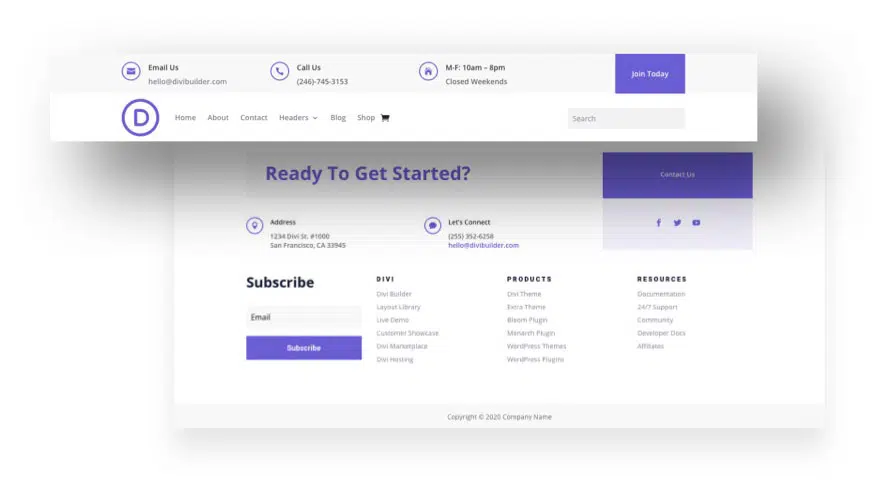 Email Us
hello@divibuilder.com
Call Us
(246)-745-3153
M-F: 10am – 8pm
Closed Weekends
Join Today
D
Home About Contact Headers Blog Shop
Search
Ready To Get Started?
Contact Us
Address
1234 Divi St. #1000
San Francisco, CA 33945
Let's Connect
(255) 352-6258
hello@divibuilder.com
Subscribe
Email
Subscribe
DIVI
Divi Builder
Layout Library
Live Demo
Customer Showcase
Divi Marketplace
Divi Hosting
PRODUCTS
Divi Theme
Extra Theme
Bloom Plugin
Monarch Plugin
WordPress Themes
WordPress Plugins
RESOURCES
Documentation
24/7 Support
Community
Developer Docs
Affiliates
Copyright © 2020 Company Name